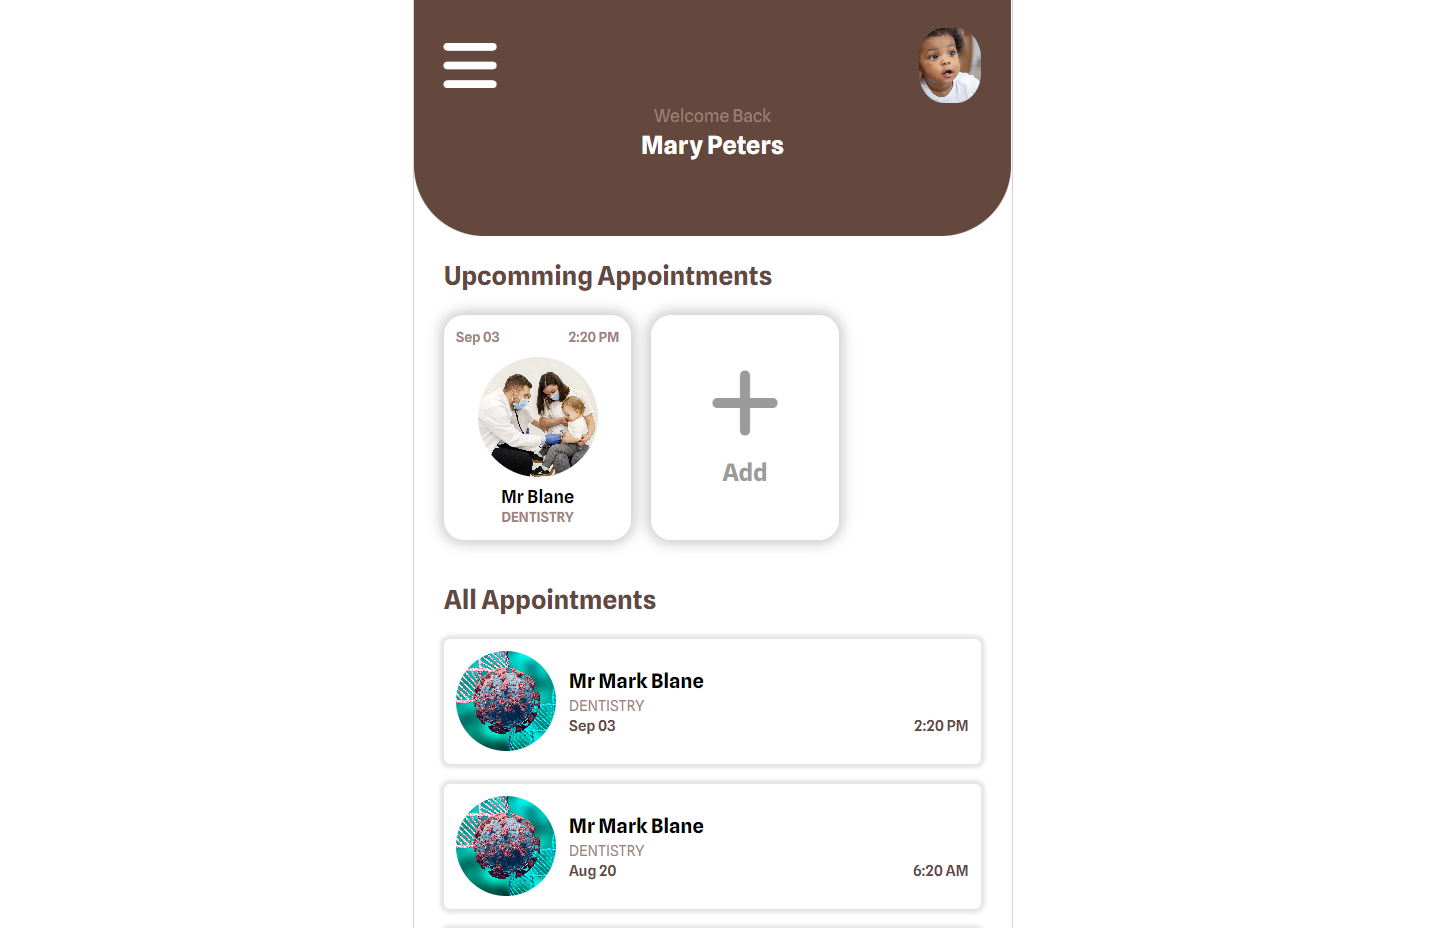 Welcome Back
Mary Peters
Upcomming Appointments
Sep 03 2:20 PM
Mr Blane
DENTISTRY
Add
All Appointments
Mr Mark Blane
DENTISTRY
Sep 03 2:20 PM
Mr Mark Blane
DENTISTRY
Aug 20 6:20 AM